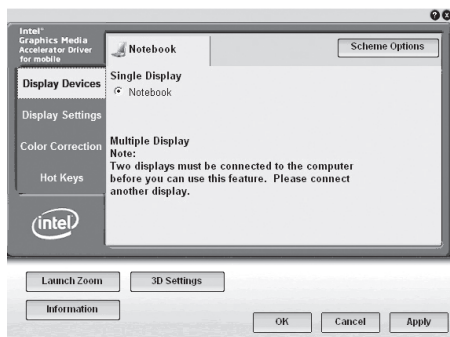 Intel®
Graphics Media
Accelerator Driver
for mobile
Notebook
Scheme Options
Display Devices
Display Settings
Color Correction
Hot Keys
intel
Single Display
Notebook
Multiple Display
Note:
Two displays must be connected to the computer
before you can use this feature. Please connect
another display.
Launch Zoom
3D Settings
Information
OK
Cancel
Apply